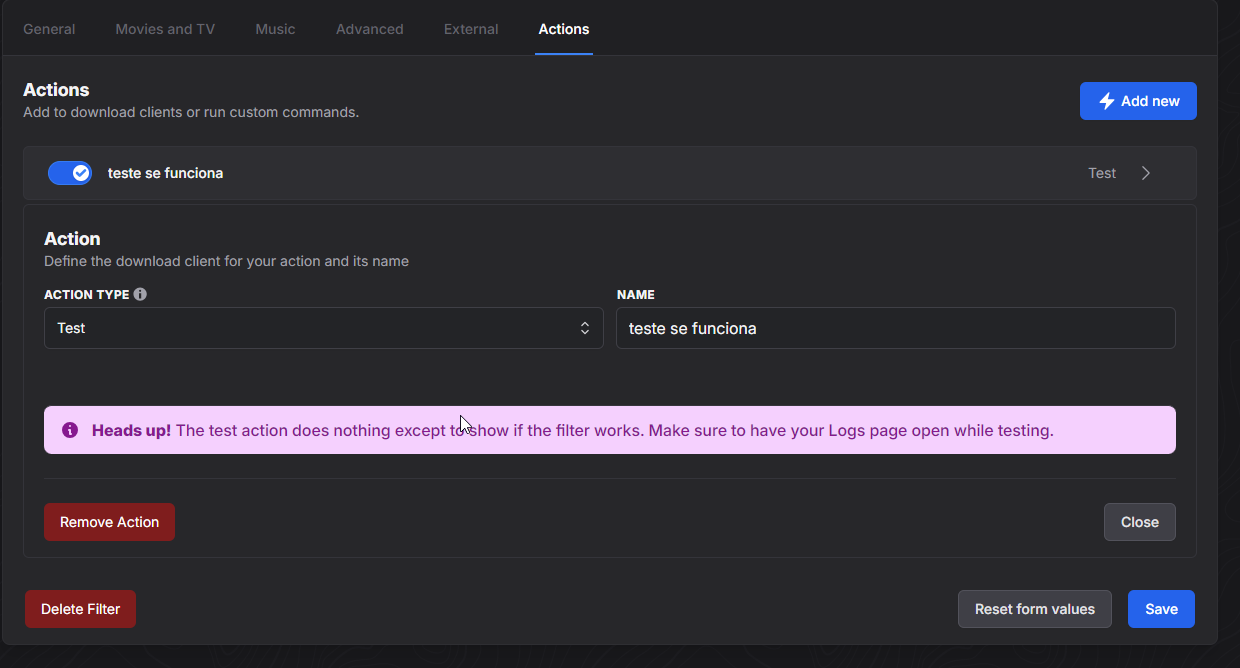 General Movies and TV Music Advanced External Actions
Actions
Add to download clients or run custom commands.
Add new
teste se funciona Test
Action
Define the download client for your action and its name
ACTION TYPE NAME
Test teste se funciona
Heads up! The test action does nothing except to show if the filter works. Make sure to have your Logs page open while testing.
Remove Action Close
Delete Filter Reset form values Save